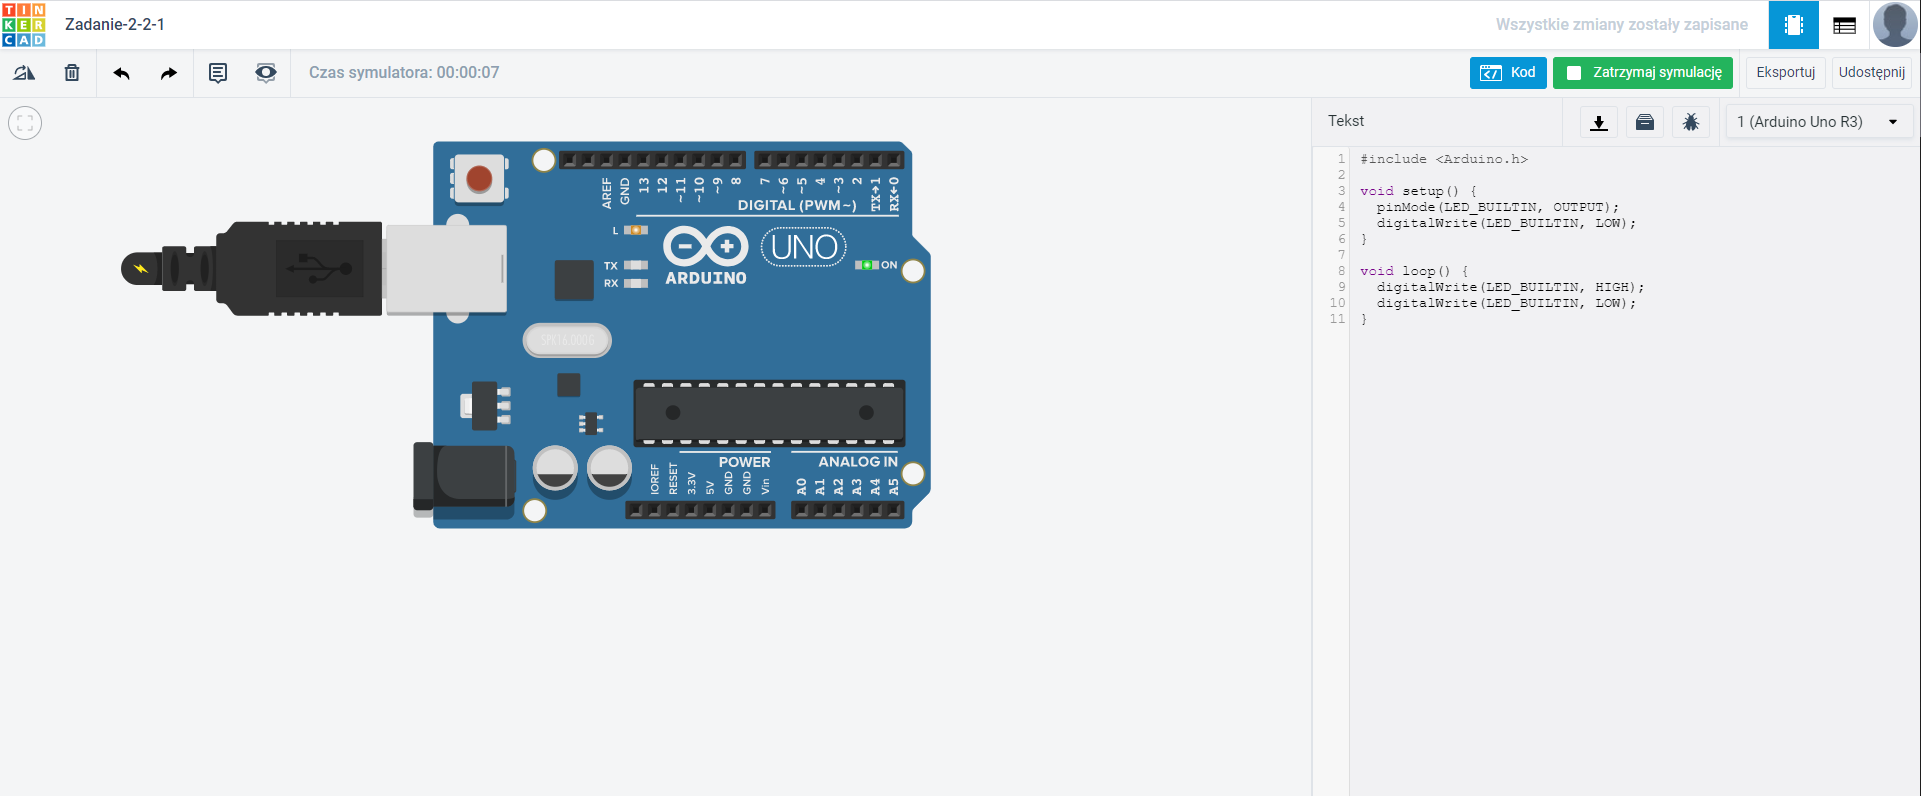 TINKERCAD
Zadanie-2-2-1
Wszystkie zmiany zostały zapisane
Czas symulatora: 00:00:07
Kod
Zatrzymaj symulację
Eksportuj
Udostępnij
Tekst
1 (Arduino Uno R3)
AREF
GND
13
12
~11
~10
~9
8
7
~6
~5
4
~3
2
TX→1
RX←0
DIGITAL (PWM~)
L
TX
RX
ARDUINO
UNO
ON
SPK16.000G
POWER
ANALOG IN
IOREF
RESET
3.3V
5V
GND
GND
Vin
A0
A1
A2
A3
A4
A5
1 #include <Arduino.h>
2
3 void setup() {
4 pinMode(LED_BUILTIN, OUTPUT);
5 digitalWrite(LED_BUILTIN, LOW);
6 }
7
8 void loop() {
9 digitalWrite(LED_BUILTIN, HIGH);
10 digitalWrite(LED_BUILTIN, LOW);
11 }